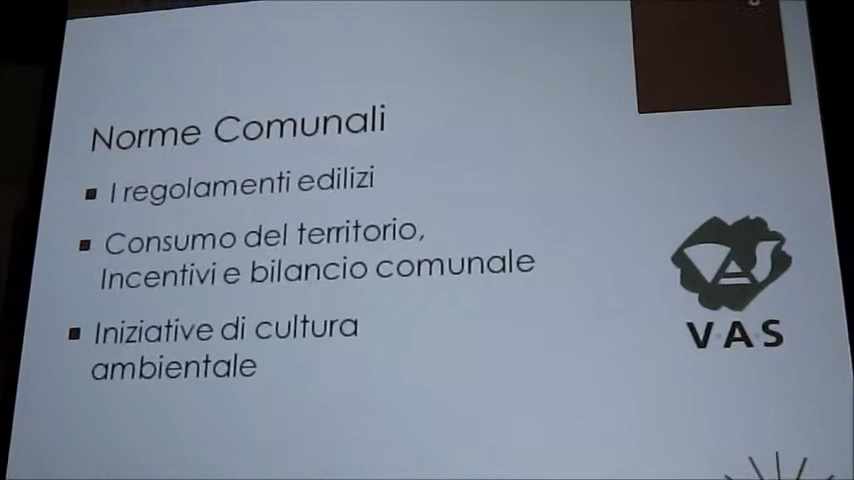 Norme Comunali
I regolamenti edilizi
Consumo del territorio,
Incentivi e bilancio comunale
Iniziative di cultura
ambientale
VAS
V.A.S